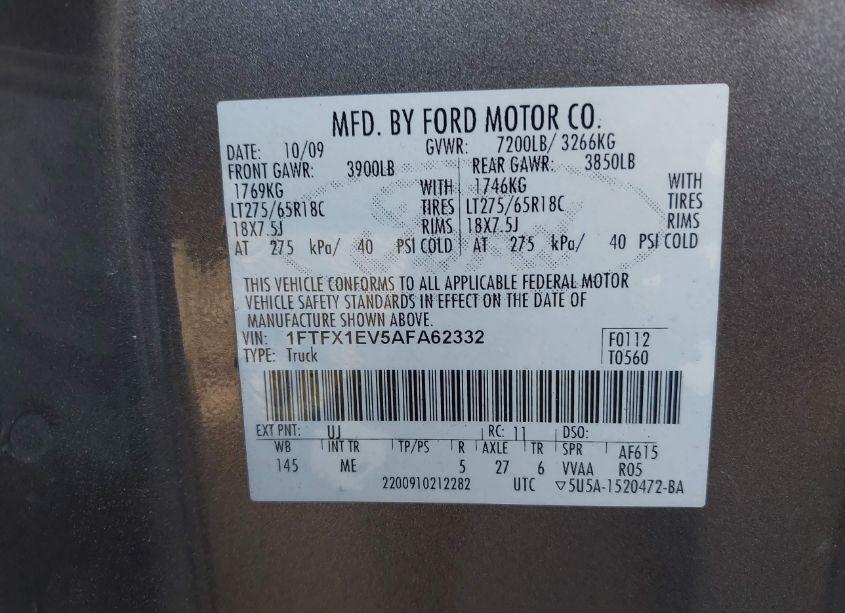 MFD. BY FORD MOTOR CO.
DATE: 10/09 GVWR: 7200LB/ 3266KG
FRONT GAWR: 3900LB REAR GAWR: 3850LB
1769KG WITH 1746KG WITH
LT275/65R18C TIRES LT275/65R18C TIRES
18X7.5J RIMS 18X7.5J RIMS
AT 275 kPa/ 40 PSI COLD AT 275 kPa/ 40 PSI COLD
THIS VEHICLE CONFORMS TO ALL APPLICABLE FEDERAL MOTOR
VEHICLE SAFETY STANDARDS IN EFFECT ON THE DATE OF
MANUFACTURE SHOWN ABOVE.
VIN: 1FTFX1EV5AFA62332 F0112
TYPE: Truck T0560
EXT PNT: UJ RC: 11 DSO:
WB INT TR TP/PS R AXLE TR SPR AF615
145 ME 5 27 6 VVAA R05
2200910212282 UTC ▽5U5A-1520472-BA